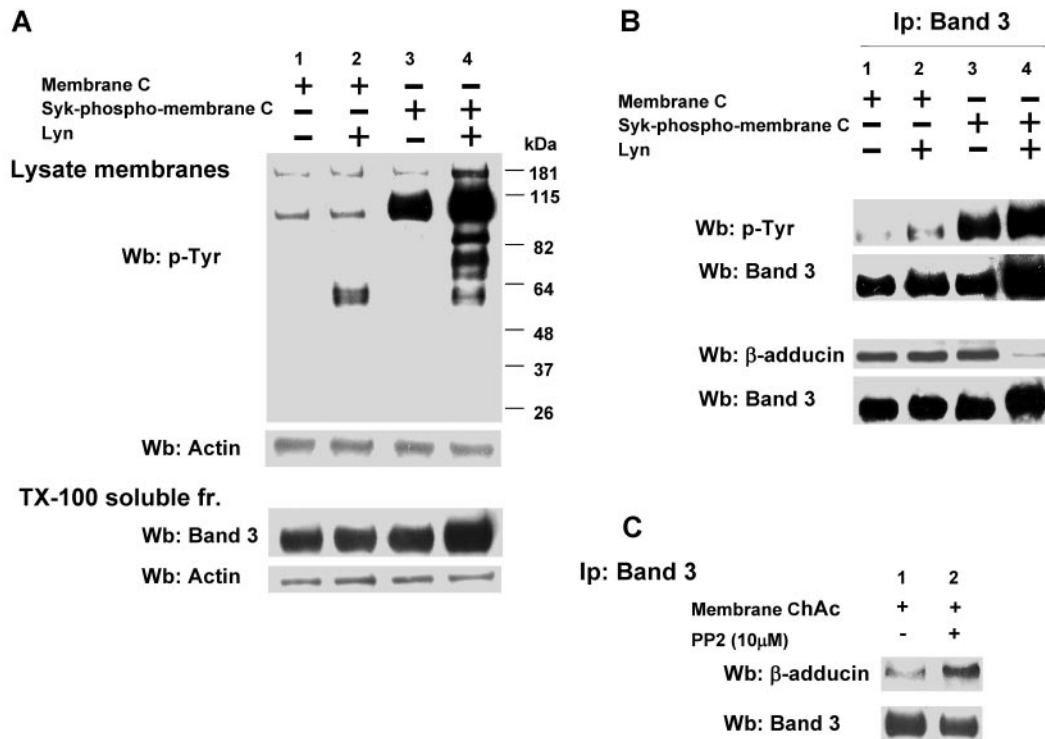 A
1 2 3 4
Membrane C + + − −
Syk-phospho-membrane C − − + +
Lyn − + − +
kDa
Lysate membranes
181
115
Wb: p-Tyr
82
64
48
37
26
Wb: Actin
TX-100 soluble fr.
Wb: Band 3
Wb: Actin
B
Ip: Band 3
1 2 3 4
Membrane C + + − −
Syk-phospho-membrane C − − + +
Lyn − + − +
Wb: p-Tyr
Wb: Band 3
Wb: β-adducin
Wb: Band 3
C
Ip: Band 3
1 2
Membrane ChAc + +
PP2 (10μM) - +
Wb: β-adducin
Wb: Band 3